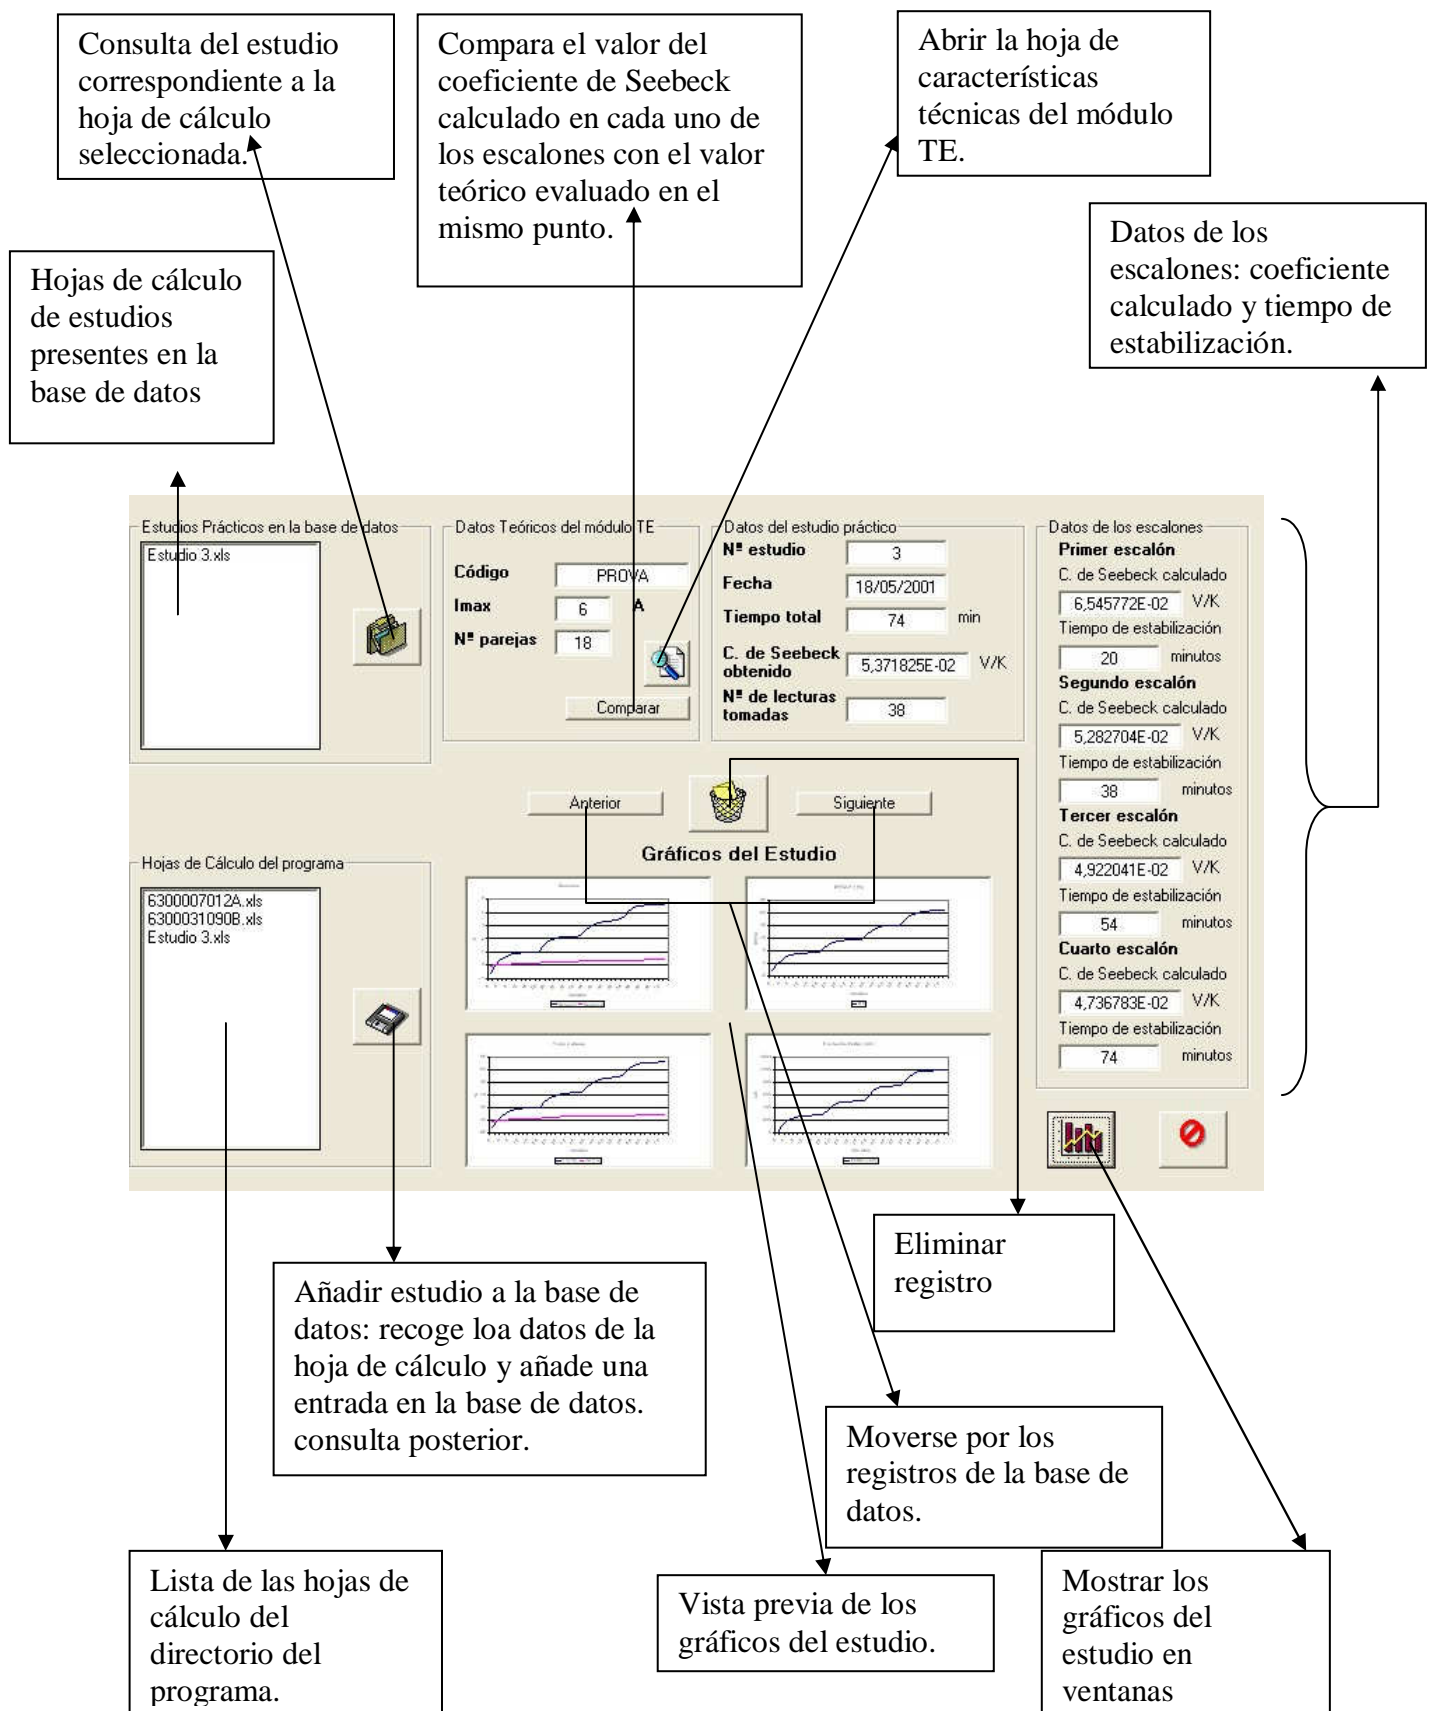 Consulta del estudio
correspondiente a la
hoja de cálculo
seleccionada.
Compara el valor del
coeficiente de Seebeck
calculado en cada uno de
los escalones con el valor
teórico evaluado en el
mismo punto.
Abrir la hoja de
características
técnicas del módulo
TE.
Datos de los
escalones: coeficiente
calculado y tiempo de
estabilización.
Hojas de cálculo
de estudios
presentes en la
base de datos
Estudios Prácticos en la base de datos
Estudio 3.xls
Datos Teóricos del módulo TE
Código PROVA
Imax 6 A
Nº parejas 18
Comparar
Datos del estudio práctico
Nº estudio 3
Fecha 18/05/2001
Tiempo total 74 min
C. de Seebeck
obtenido 5,371825E-02 V/K
Nº de lecturas
tomadas 38
Datos de los escalones
Primer escalón
C. de Seebeck calculado
6,545772E-02 V/K
Tiempo de estabilización
20 minutos
Segundo escalón
C. de Seebeck calculado
5,282704E-02 V/K
Tiempo de estabilización
38 minutos
Tercer escalón
C. de Seebeck calculado
4,922041E-02 V/K
Tiempo de estabilización
54 minutos
Cuarto escalón
C. de Seebeck calculado
4,736783E-02 V/K
Tiempo de estabilización
74 minutos
Anterior
Siguiente
Gráficos del Estudio
Hojas de Cálculo del programa
6300007012A.xls
6300031090B.xls
Estudio 3.xls
Eliminar
registro
Añadir estudio a la base de
datos: recoge loa datos de la
hoja de cálculo y añade una
entrada en la base de datos.
consulta posterior.
Moverse por los
registros de la base de
datos.
Lista de las hojas de
cálculo del
directorio del
programa.
Vista previa de los
gráficos del estudio.
Mostrar los
gráficos del
estudio en
ventanas